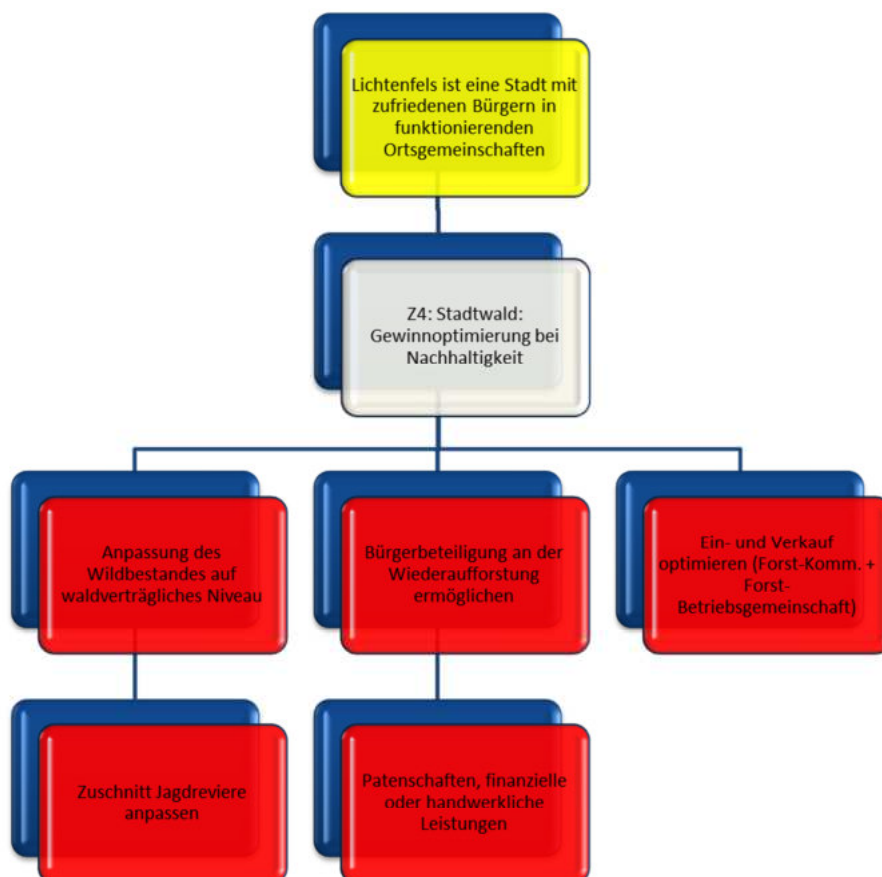 Lichtenfels ist eine Stadt mit
zufriedenen Bürgern in
funktionierenden
Ortsgemeinschaften
Z4: Stadtwald:
Gewinnoptimierung bei
Nachhaltigkeit
Anpassung des
Wildbestandes auf
waldverträgliches Niveau
Bürgerbeteiligung an der
Wiederaufforstung
ermöglichen
Ein- und Verkauf
optimieren (Forst-Komm. +
Forst-
Betriebsgemeinschaft)
Zuschnitt Jagdreviere
anpassen
Patenschaften, finanzielle
oder handwerkliche
Leistungen